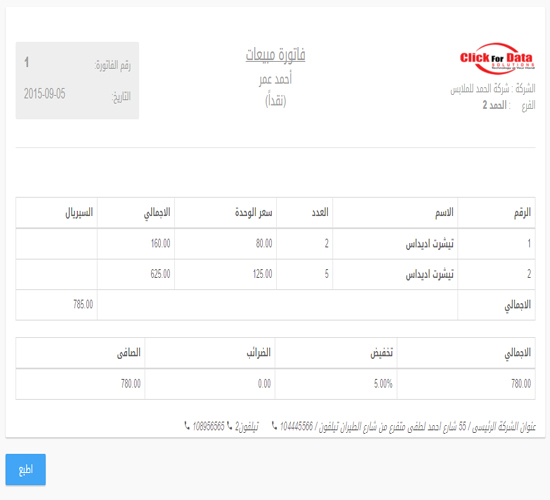 Click For Data
SOLUTIONS
الشركة : شركة الحمد للملابس
الفرع : الحمد 2
فاتورة مبيعات
أحمد عمر
(نقداً)
رقم الفاتورة: 1
التاريخ: 2015-09-05
الرقم الاسم العدد سعر الوحدة الاجمالي السيريال
1 تيشرت اديداس 2 80.00 160.00
2 تيشرت اديداس 5 125.00 625.00
الاجمالي 785.00
الاجمالي تخفيض الضرائب الصافى
780.00 5.00% 0.00 780.00
عنوان الشركة الرئيسى / 55 شارع احمد لطفى متفرع من شارع الطيران تيلفون / 104445566 تيلفون2 108956565
اطبع